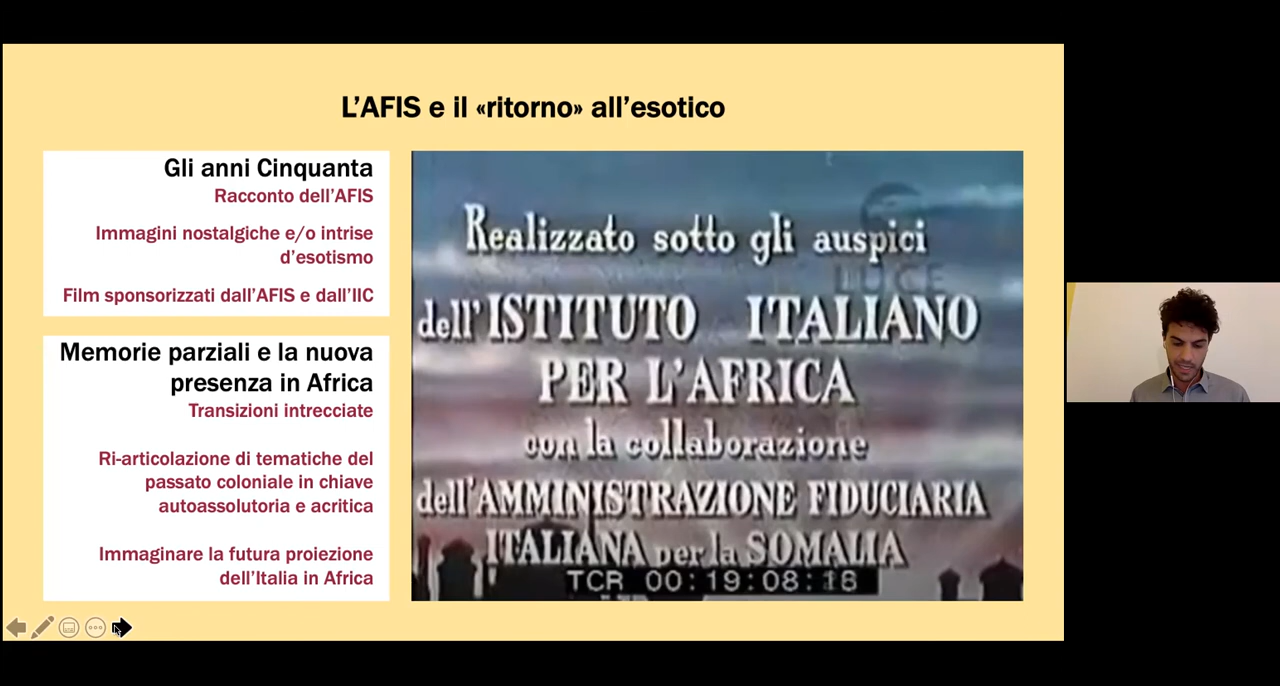 L'AFIS e il «ritorno» all'esotico
Gli anni Cinquanta
Racconto dell'AFIS
Immagini nostalgiche e/o intrise
d'esotismo
Film sponsorizzati dall'AFIS e dall'IIC
Memorie parziali e la nuova
presenza in Africa
Transizioni intrecciate
Ri-articolazione di tematiche del
passato coloniale in chiave
autoassolutoria e acritica
Immaginare la futura proiezione
dell'Italia in Africa
Realizzato sotto gli auspici
LUCE
dell'ISTITUTO ITALIANO
PER L'AFRICA
con la collaborazione
dell'AMMINISTRAZIONE FIDUCIARIA
ITALIANA per la SOMALIA
TCR 00:19:08:18